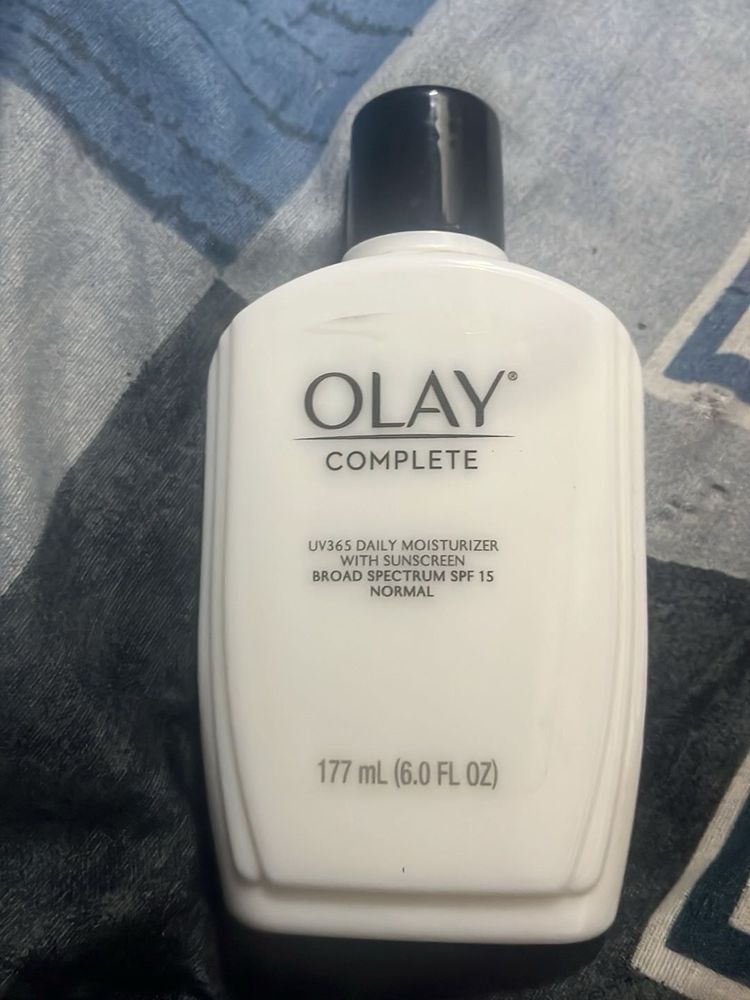 OLAY®
COMPLETE
UV365 DAILY MOISTURIZER
WITH SUNSCREEN
BROAD SPECTRUM SPF 15
NORMAL
177 mL (6.0 FL OZ)